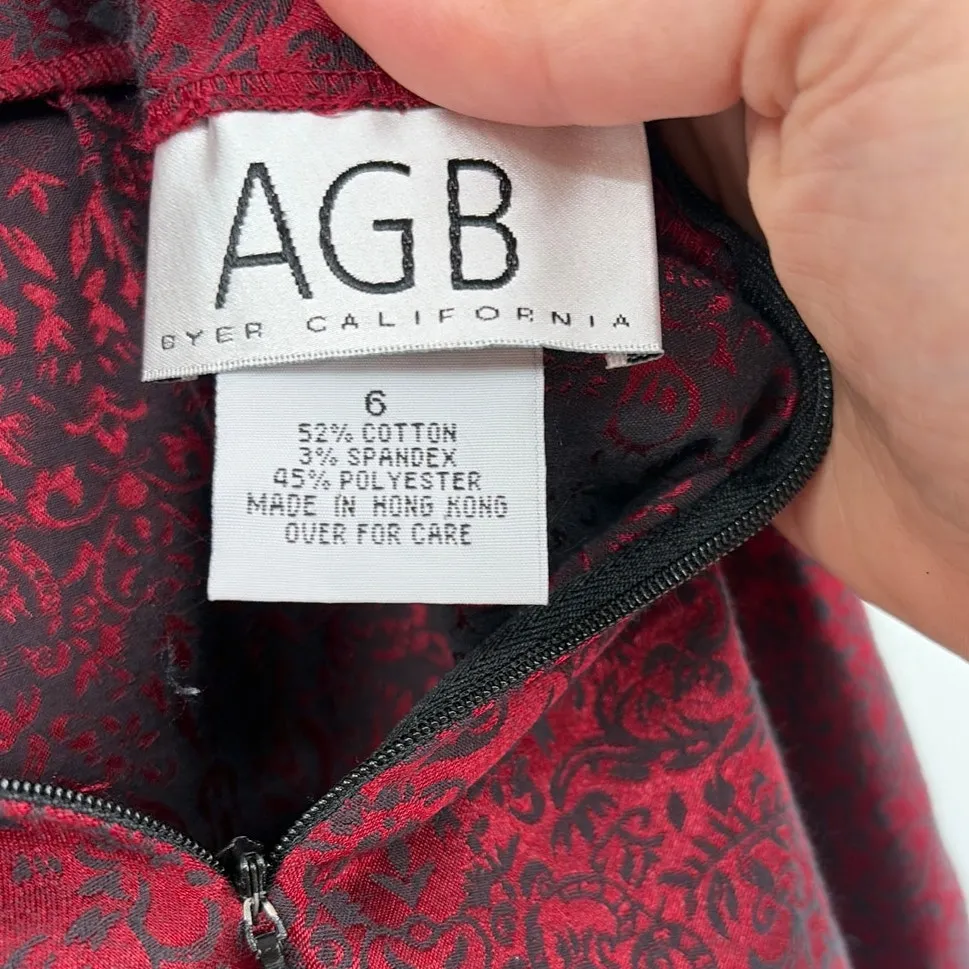 AGB
BYER CALIFORNIA
6
52% COTTON
3% SPANDEX
45% POLYESTER
MADE IN HONG KONG
OVER FOR CARE